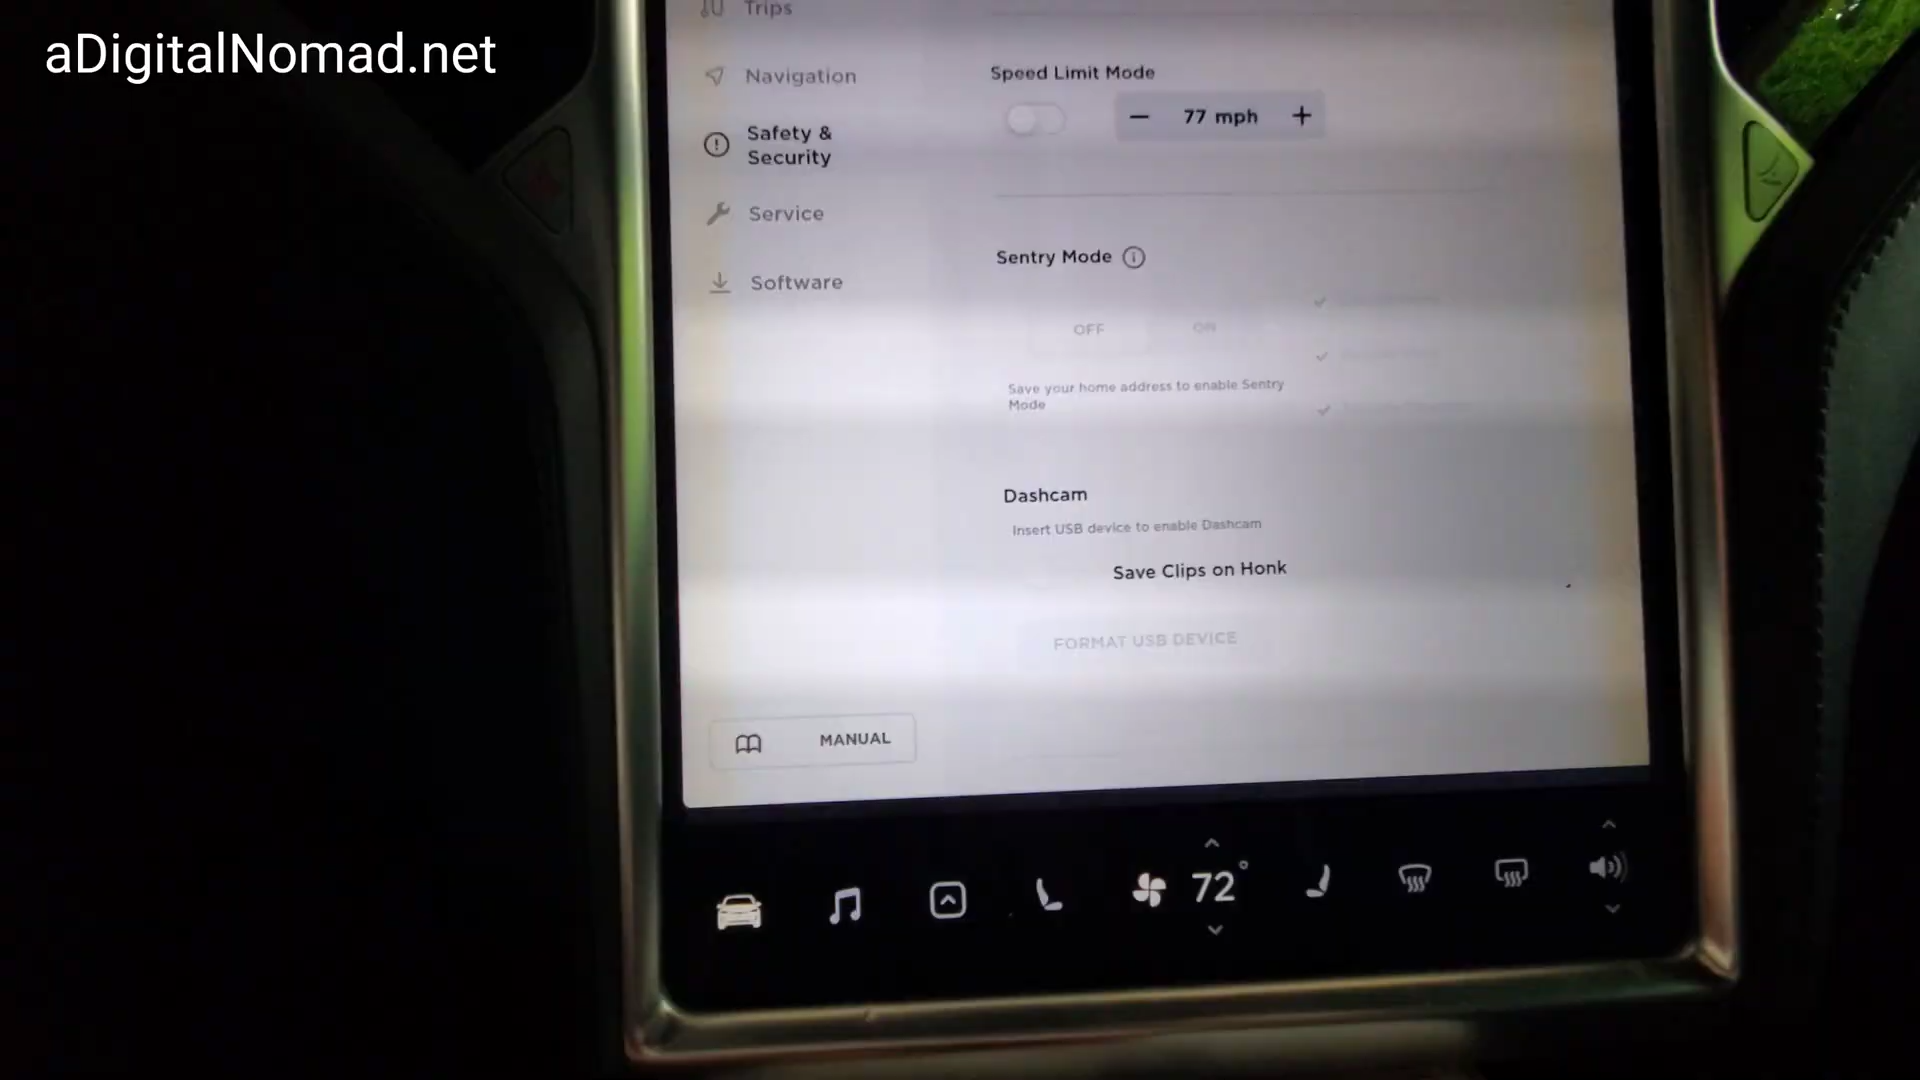 aDigitalNomad.net
Trips
Navigation
Safety &
Security
Service
Software
MANUAL
Speed Limit Mode
77 mph
Sentry Mode
OFF
ON
Save your home address to enable Sentry
Mode
Dashcam
Insert USB device to enable Dashcam
Save Clips on Honk
FORMAT USB DEVICE
72°